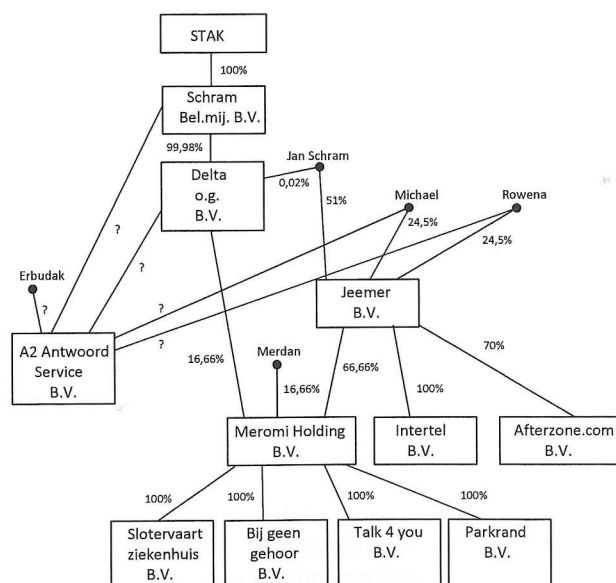 STAK
100%
Schram
Bel.mij. B.V.
99,98%
Jan Schram
Delta
o.g.
B.V.
0,02%
51%
Michael
Rowena
24,5%
24,5%
?
?
Erbudak
?
?
?
Jeemer
B.V.
A2 Antwoord
Service
B.V.
16,66%
Merdan
16,66%
66,66%
100%
70%
Meromi Holding
B.V.
Intertel
B.V.
Afterzone.com
B.V.
100%
100%
100%
100%
Slotervaart
ziekenhuis
B.V.
Bij geen
gehoor
B.V.
Talk 4 you
B.V.
Parkrand
B.V.